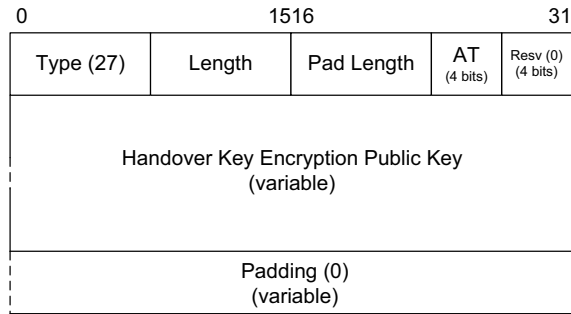 0 1516 31
Type (27) Length Pad Length AT (4 bits) Resv (0) (4 bits)
Handover Key Encryption Public Key
(variable)
Padding (0)
(variable)